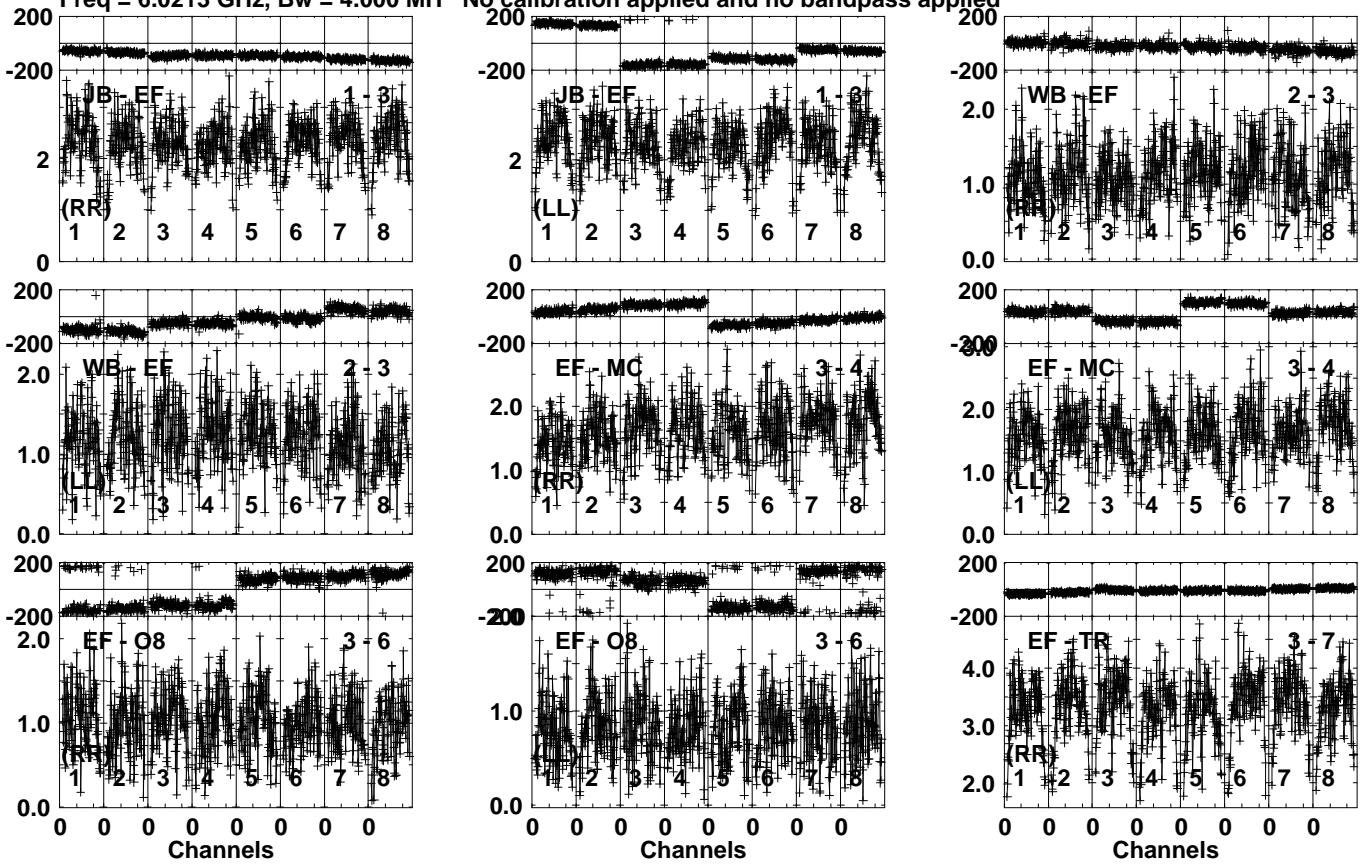 Freq = 6.0213 GHz, Bw = 4.000 MH No calibration applied and no bandpass applied
200 200 200
-200 -200 -200
JB - EF 1 - 3 JB - EF 1 - 3 WB - EF 2 - 3
2.0
2 2
1.0
(RR) (LL) (RR)
1 2 3 4 5 6 7 8 1 2 3 4 5 6 7 8 1 2 3 4 5 6 7 8
0 0 0.0
200 200 200
-200 -200 -200
3.0
WB - EF 2 - 3 EF - MC 3 - 4 EF - MC 3 - 4
2.0 2.0 2.0
1.0 1.0 1.0
(LL) (RR) (LL)
1 2 3 4 5 6 7 8 1 2 3 4 5 6 7 8 1 2 3 4 5 6 7 8
0.0 0.0 0.0
200 200 200
-200 -200 -200
2.0 2.0
EF - O8 3 - 6 EF - O8 3 - 6 EF - TR 3 - 7
4.0
1.0 1.0 3.0
(RR) (LL) (RR)
1 2 3 4 5 6 7 8 1 2 3 4 5 6 7 8 1 2 3 4 5 6 7 8
2.0
0.0 0.0
0 0 0 0 0 0 0 0 0 0 0 0 0 0 0 0 0 0 0 0 0 0 0 0
Channels Channels Channels